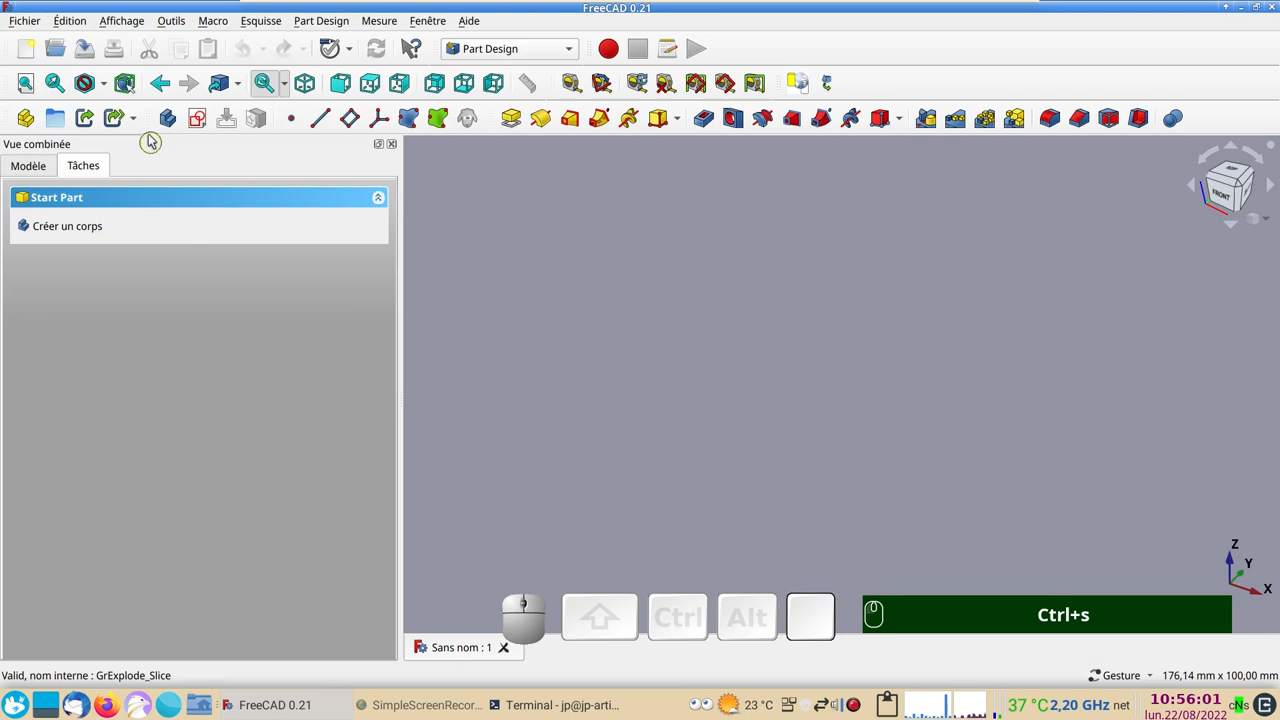 FreeCAD 0.21
Fichier Édition Affichage Outils Macro Esquisse Part Design Mesure Fenêtre Aide
Part Design
Vue combinée
Modèle Tâches
Start Part
Créer un corps
FRONT
Z
Y
X
Ctrl Alt
Ctrl+s
Sans nom : 1
Valid, nom interne : GrExplode_Slice
Gesture 176,14 mm x 100,00 mm
FreeCAD 0.21 SimpleScreenRecor... Terminal - jp@jp-arti... 23 °C 37 °C 2,20 GHz net 10:56:01 cNs
lun.22/08/2022